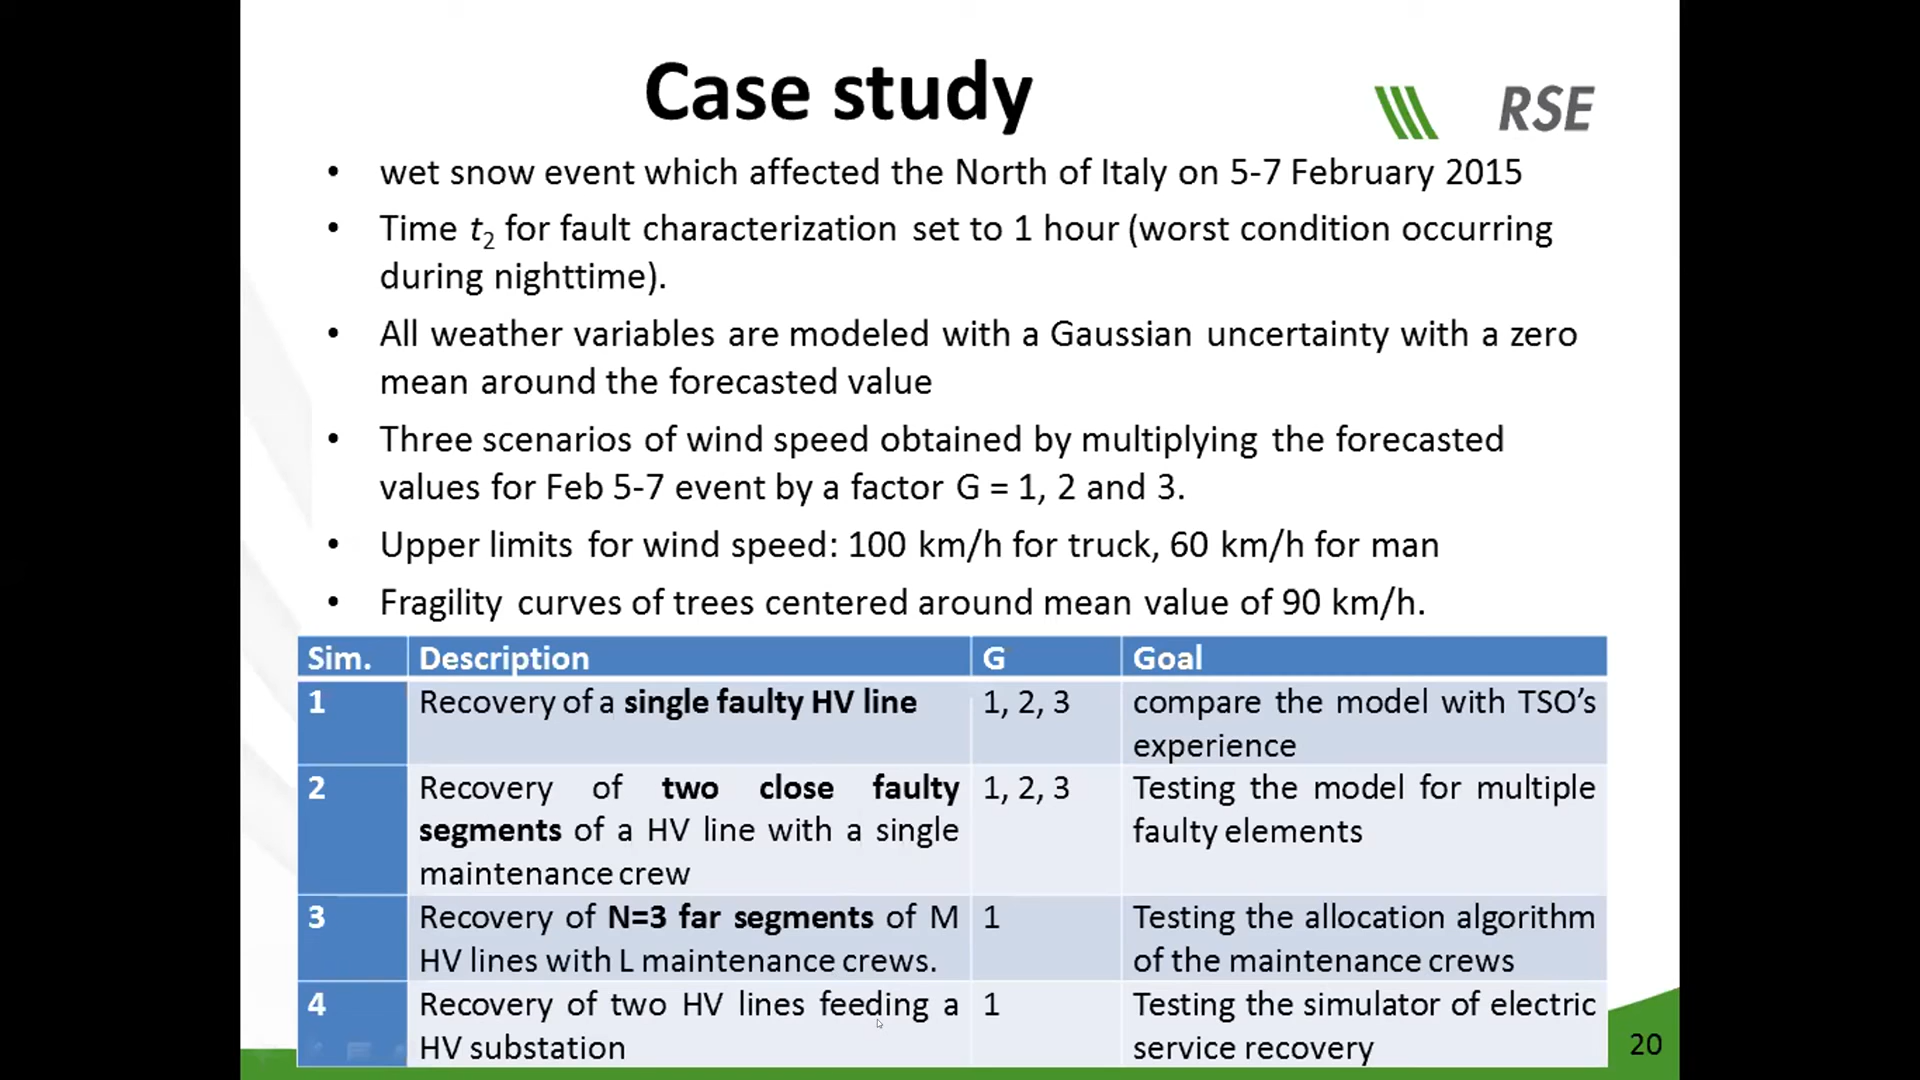 Case study
RSE
• wet snow event which affected the North of Italy on 5-7 February 2015
• Time t₂ for fault characterization set to 1 hour (worst condition occurring
during nighttime).
• All weather variables are modeled with a Gaussian uncertainty with a zero
mean around the forecasted value
• Three scenarios of wind speed obtained by multiplying the forecasted
values for Feb 5-7 event by a factor G = 1, 2 and 3.
• Upper limits for wind speed: 100 km/h for truck, 60 km/h for man
• Fragility curves of trees centered around mean value of 90 km/h.
Sim. Description G Goal
1 Recovery of a single faulty HV line 1, 2, 3 compare the model with TSO’s
experience
2 Recovery of two close faulty 1, 2, 3 Testing the model for multiple
segments of a HV line with a single faulty elements
maintenance crew
3 Recovery of N=3 far segments of M 1 Testing the allocation algorithm
HV lines with L maintenance crews. of the maintenance crews
4 Recovery of two HV lines feeding a 1 Testing the simulator of electric
HV substation service recovery
20